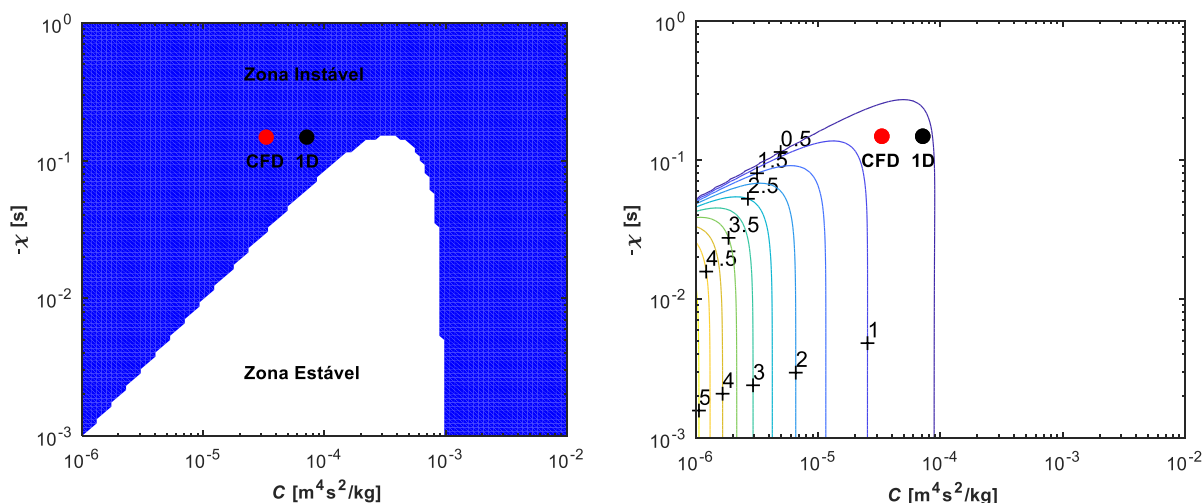 10^0
10^-1
10^-2
10^-3
-χ [s]
Zona Instável
CFD 1D
Zona Estável
10^-6 10^-5 10^-4 10^-3 10^-2
C [m^4s^2/kg]
10^0
10^-1
10^-2
10^-3
-χ [s]
0.5
1.5
2.5
3.5
4.5
CFD 1D
1
2
3
4
5
10^-6 10^-5 10^-4 10^-3 10^-2
C [m^4s^2/kg]